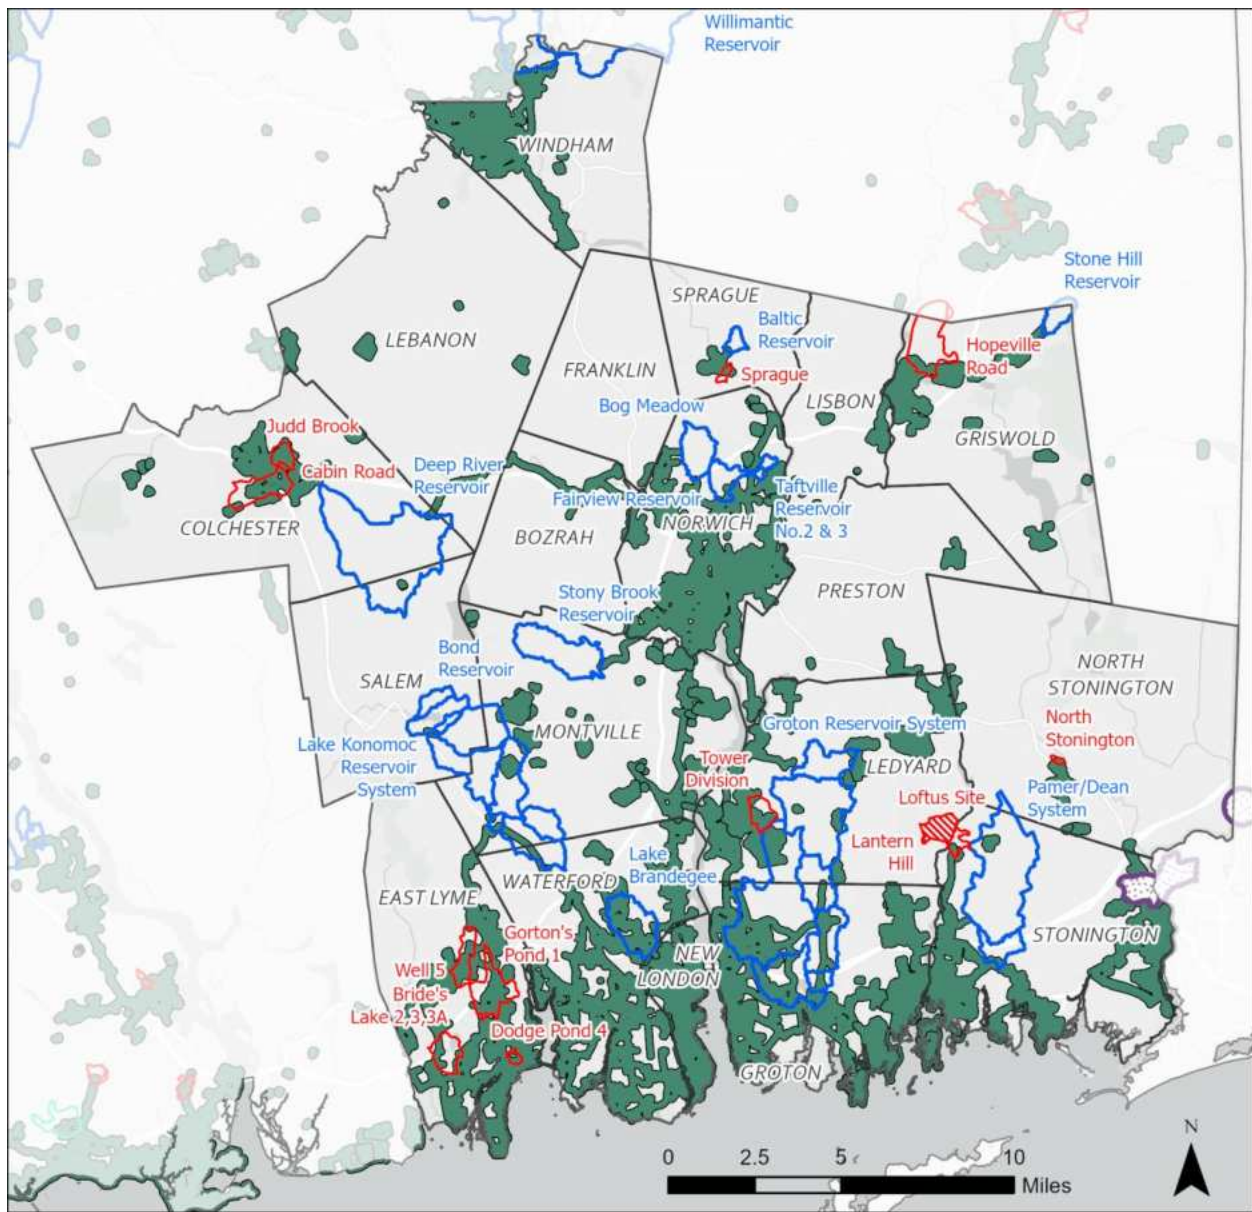 Willimantic
Reservoir
WINDHAM
Stone Hill
Reservoir
SPRAGUE
Baltic
Reservoir
LEBANON
Hopeville
Road
FRANKLIN
Sprague
LISBON
Bog Meadow
Judd Brook
GRISWOLD
Cabin Road
Deep River
Reservoir
Fairview Reservoir
Taftville
Reservoir
No.2 & 3
COLCHESTER
NORWICH
BOZRAH
Stony Brook
Reservoir
PRESTON
Bond
Reservoir
NORTH
STONINGTON
SALEM
North
Stonington
Groton Reservoir System
MONTVILLE
Lake Konomoc
Reservoir
System
Tower
Division
LEDYARD
Pamer/Dean
System
Loftus Site
Lantern
Hill
Lake
Brandegee
WATERFORD
EAST LYME
Gorton's
Pond 1
STONINGTON
NEW
LONDON
Well 5
Bride's
Lake 2,3,3A
Dodge Pond 4
GROTON
N
0 2.5 5 10
Miles